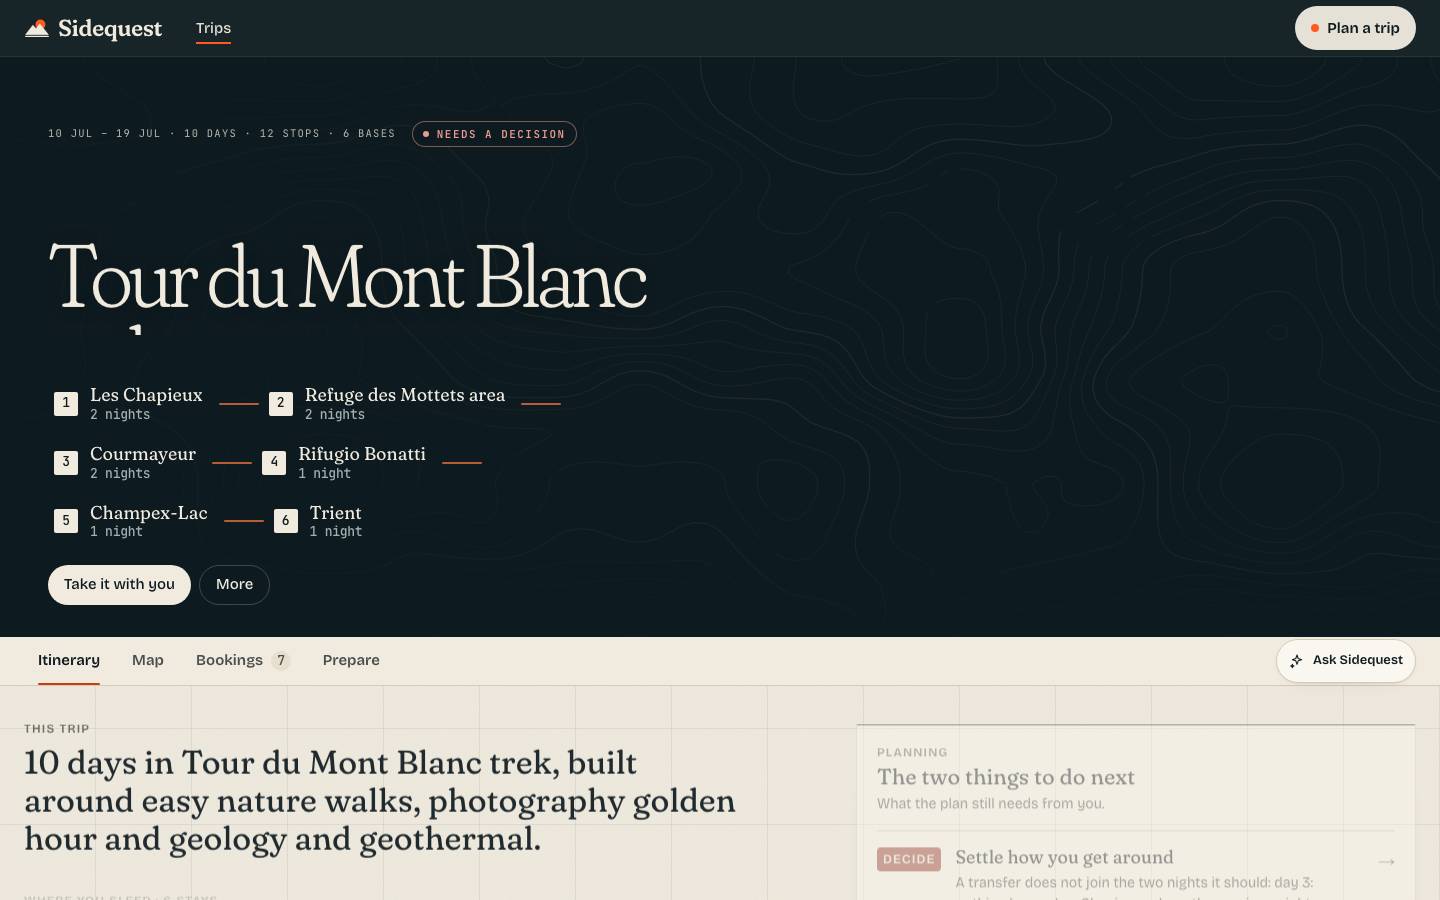 Sidequest
Trips
Plan a trip
10 JUL – 19 JUL · 10 DAYS · 12 STOPS · 6 BASES
NEEDS A DECISION
Tour du Mont Blanc
1 Les Chapieux
2 nights
2 Refuge des Mottets area
2 nights
3 Courmayeur
2 nights
4 Rifugio Bonatti
1 night
5 Champex-Lac
1 night
6 Trient
1 night
Take it with you
More
Itinerary
Map
Bookings 7
Prepare
Ask Sidequest
THIS TRIP
10 days in Tour du Mont Blanc trek, built
around easy nature walks, photography golden
hour and geology and geothermal.
PLANNING
The two things to do next
What the plan still needs from you.
DECIDE
Settle how you get around
→
A transfer does not join the two nights it should: day 3: